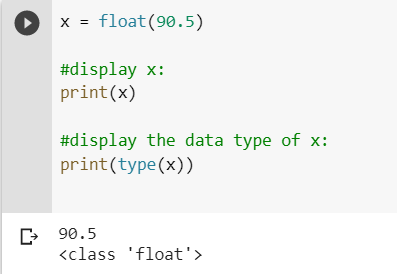 x = float(90.5)
#display x:
print(x)
#display the data type of x:
print(type(x))
90.5
<class 'float'>